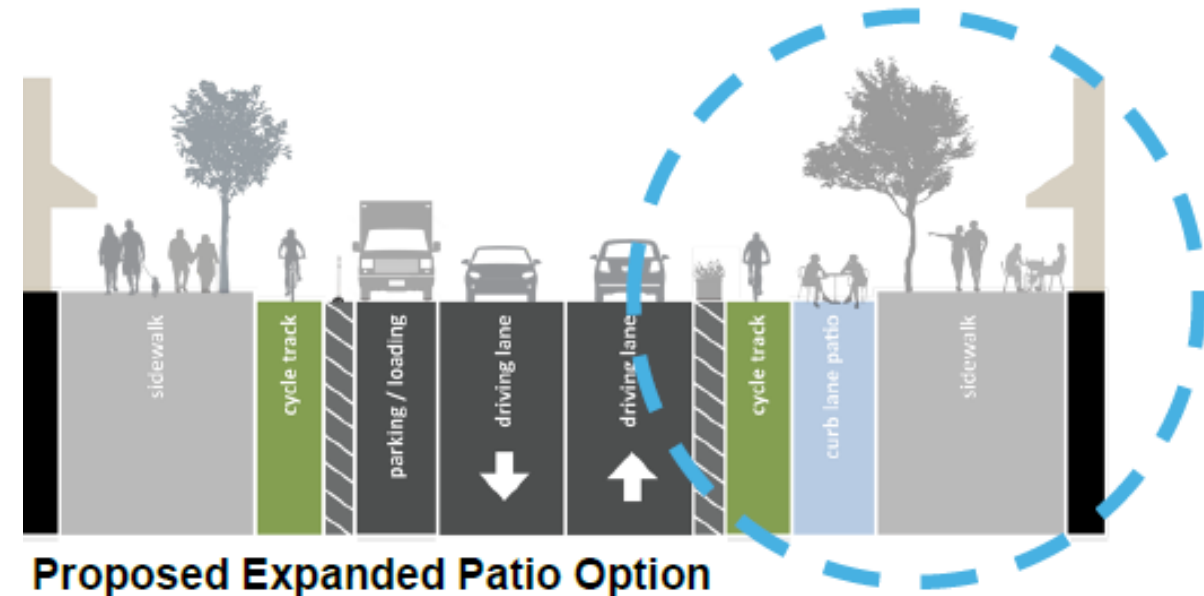 sidewalk
cycle track
parking / loading
driving lane
driving lane
cycle track
curb lane patio
sidewalk
Proposed Expanded Patio Option